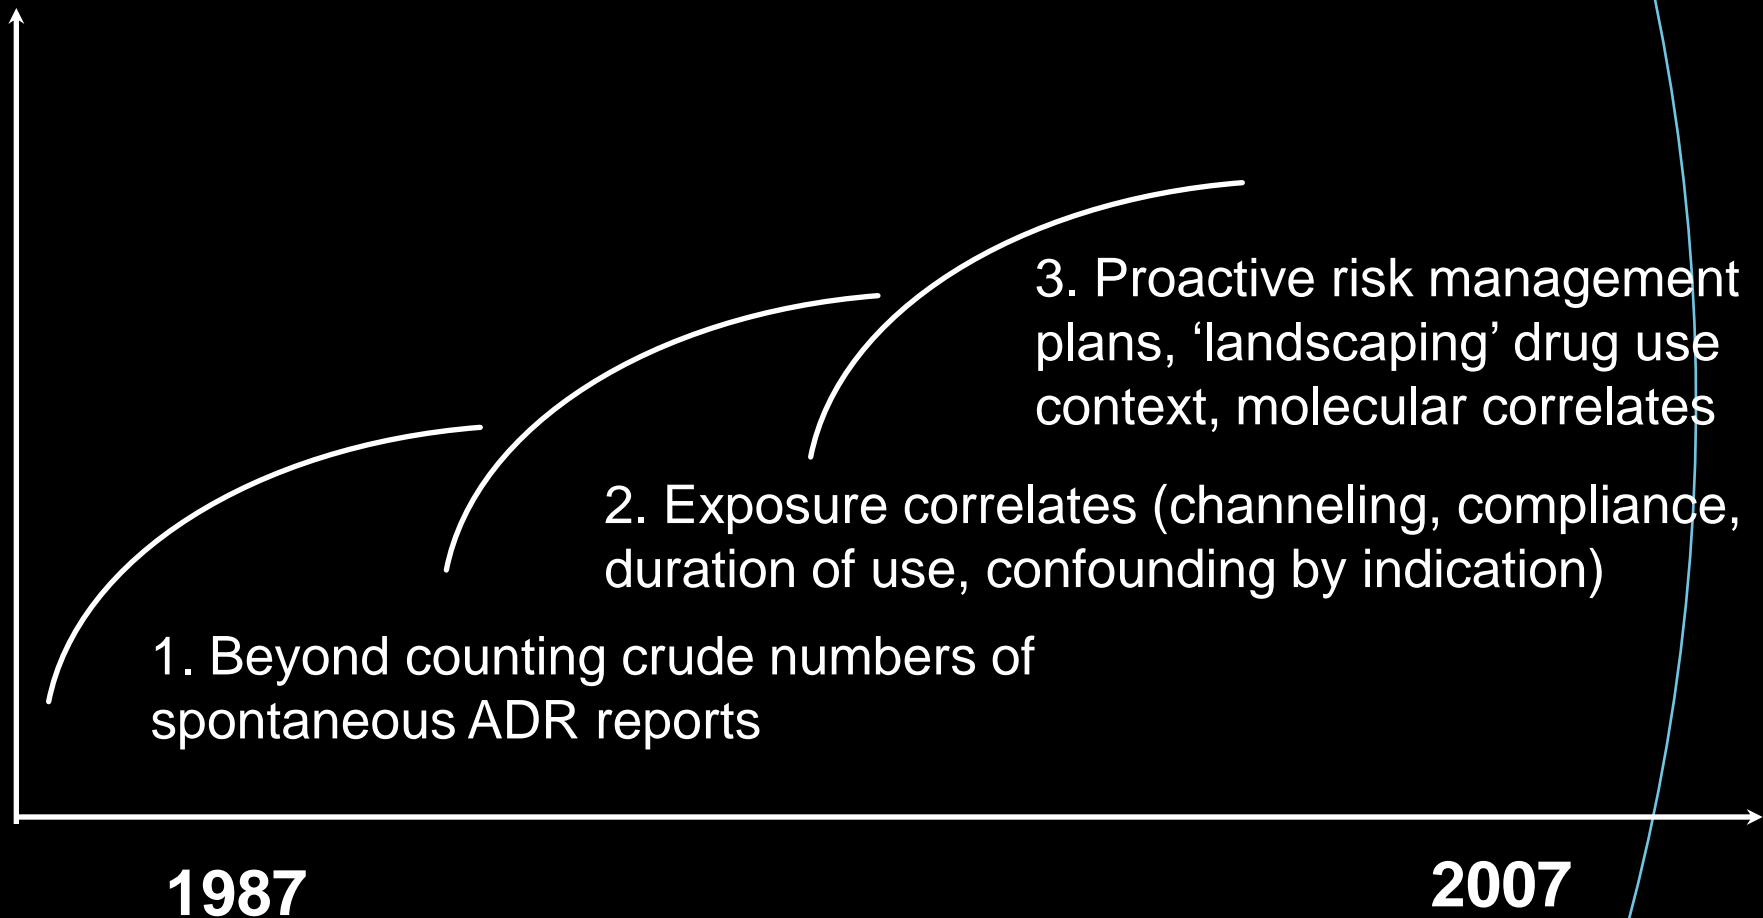 3. Proactive risk management
plans, ‘landscaping’ drug use
context, molecular correlates
2. Exposure correlates (channeling, compliance,
duration of use, confounding by indication)
1. Beyond counting crude numbers of
spontaneous ADR reports
1987
2007